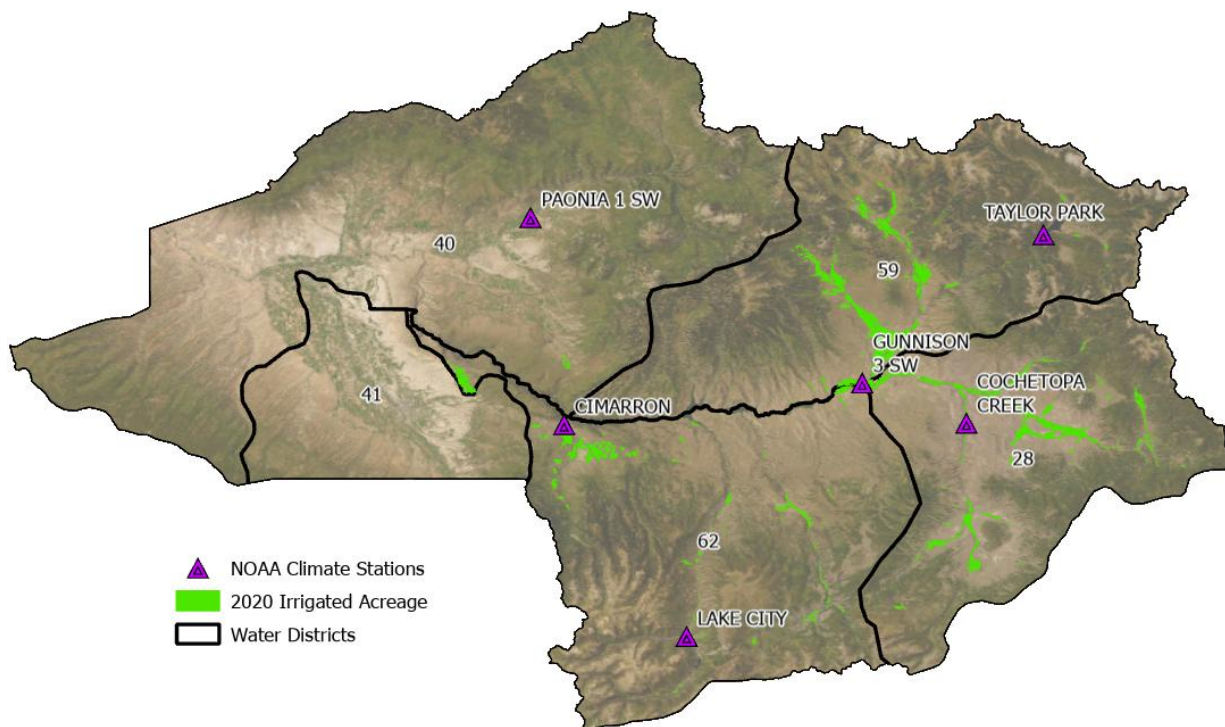 PAONIA 1 SW
TAYLOR PARK
40
59
GUNNISON
3 SW
COCHETOPA
CREEK
41
CIMARRON
28
62
NOAA Climate Stations
2020 Irrigated Acreage
LAKE CITY
Water Districts